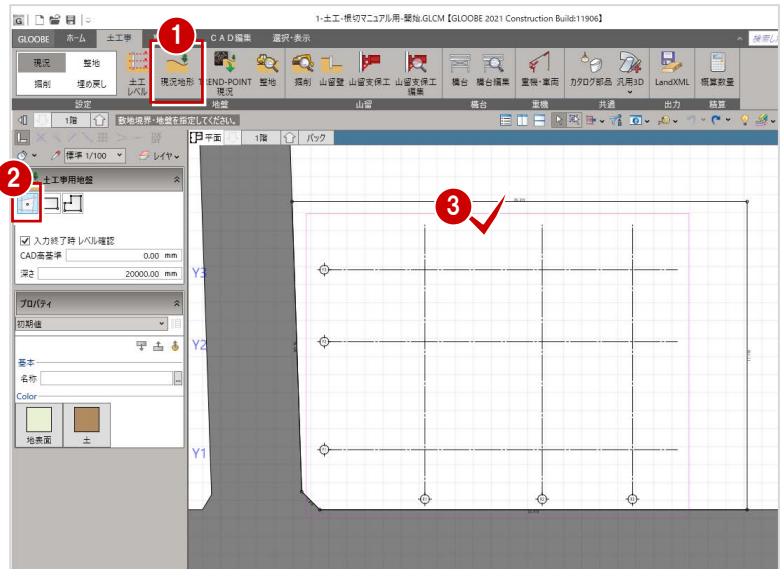 1-土工-根切マニュアル用-開始.GLCM【GLOOBE 2021 Construction Build:11906】
GLOOBE ホーム 土工事 CAD編集 選択・表示
1
現況 整地
掘削 埋め戻し
土工レベル
現況地形
TREND-POINT現況
整地
掘削
山留壁
山留支保工
山留支保工編集
構台
構台編集
重機・車両
カタログ部品
汎用3D
LandXML
概算数量
設定 地盤 山留 構台 重機 共通 出力 積算
1階 敷地境界・地盤を指定してください。
標準 1/100 レイヤ
平面 1階 バック
2
土工事用地盤
3
入力終了時 レベル確認
CAD高基準 0.00 mm
深さ 20000.00 mm
プロパティ
初期値
基本
名称
Color
地表面 土
Y3
Y2
Y1